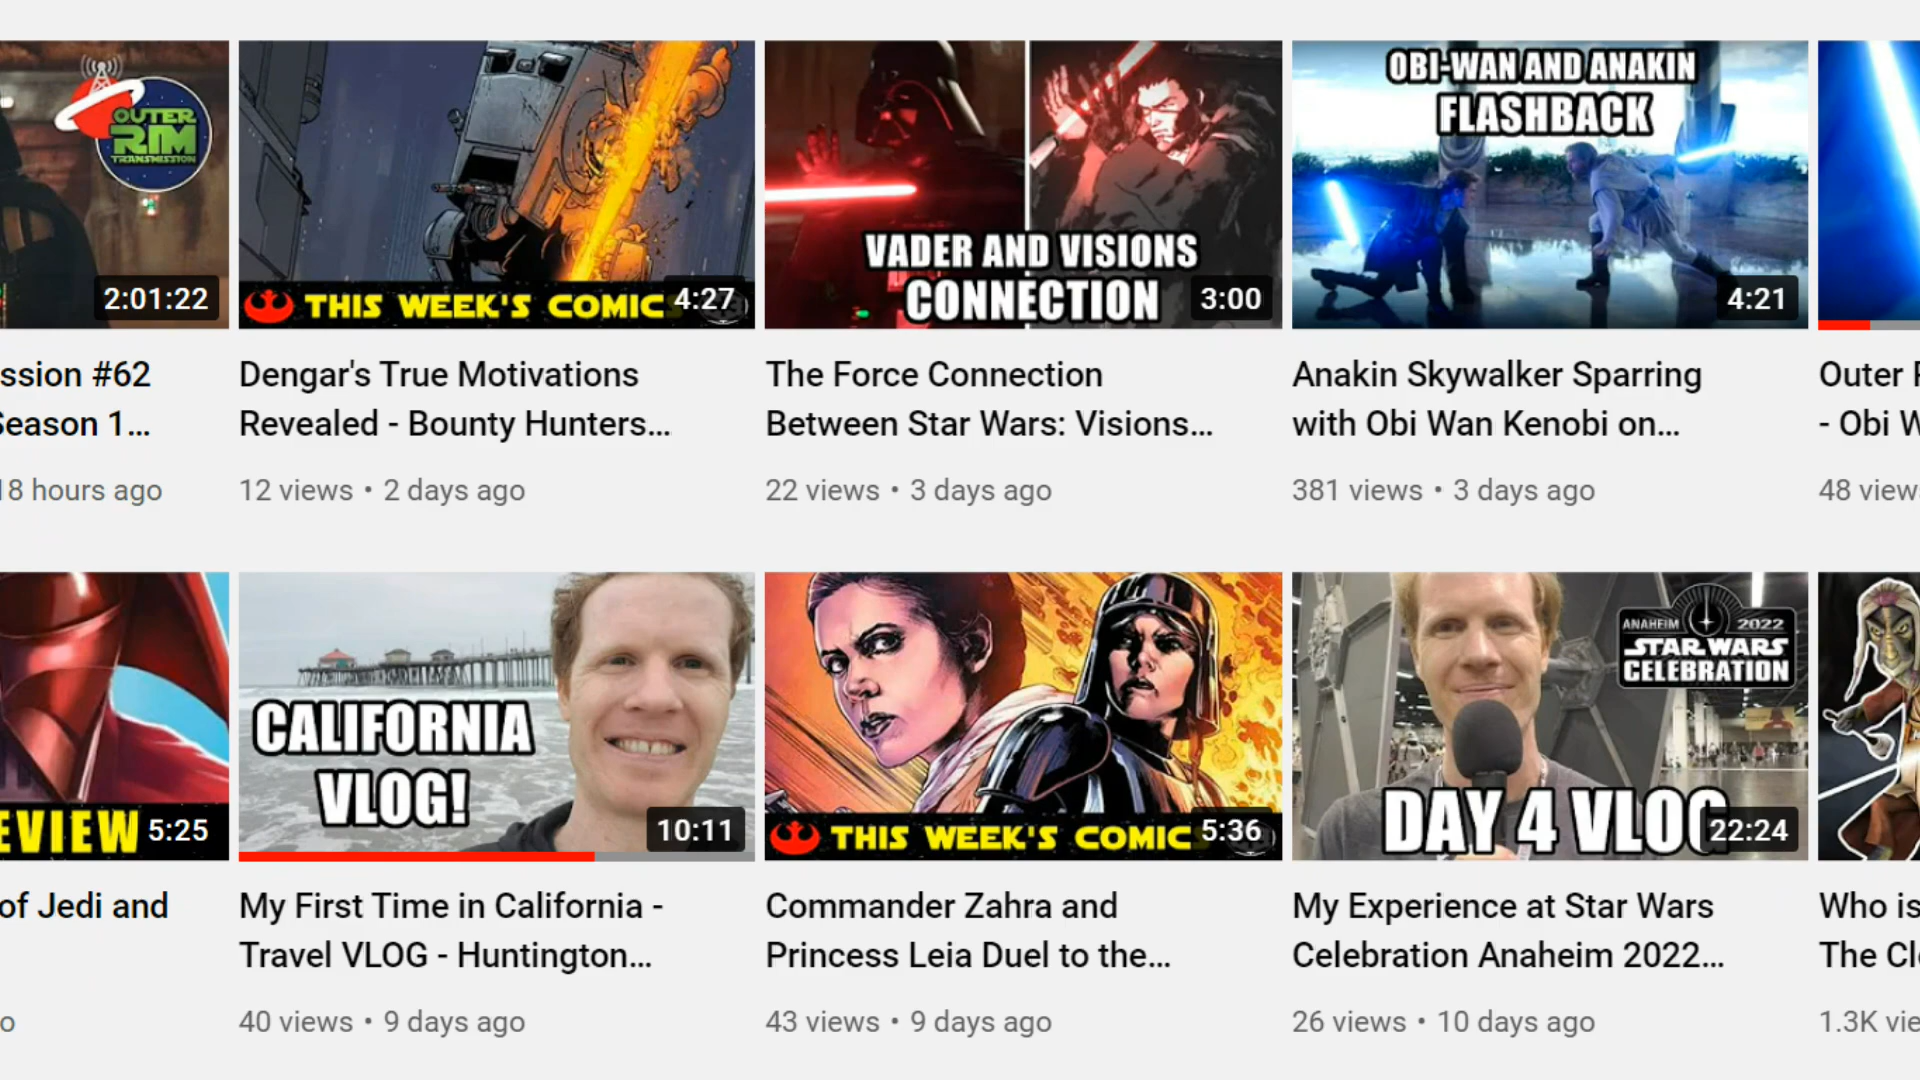 OUTER
RIM
TRANSMISSION
2:01:22
THIS WEEK'S COMIC
4:27
VADER AND VISIONS
CONNECTION
3:00
OBI-WAN AND ANAKIN
FLASHBACK
4:21
ssion #62
Season 1...
18 hours ago
Dengar's True Motivations
Revealed - Bounty Hunters...
12 views • 2 days ago
The Force Connection
Between Star Wars: Visions...
22 views • 3 days ago
Anakin Skywalker Sparring
with Obi Wan Kenobi on...
381 views • 3 days ago
Outer
- Obi W
48 view
EVIEW
5:25
CALIFORNIA
VLOG!
10:11
THIS WEEK'S COMIC
5:36
ANAHEIM 2022
STAR WARS
CELEBRATION
DAY 4 VLOG
22:24
of Jedi and
o
My First Time in California -
Travel VLOG - Huntington...
40 views • 9 days ago
Commander Zahra and
Princess Leia Duel to the...
43 views • 9 days ago
My Experience at Star Wars
Celebration Anaheim 2022...
26 views • 10 days ago
Who is
The Cl
1.3K vie